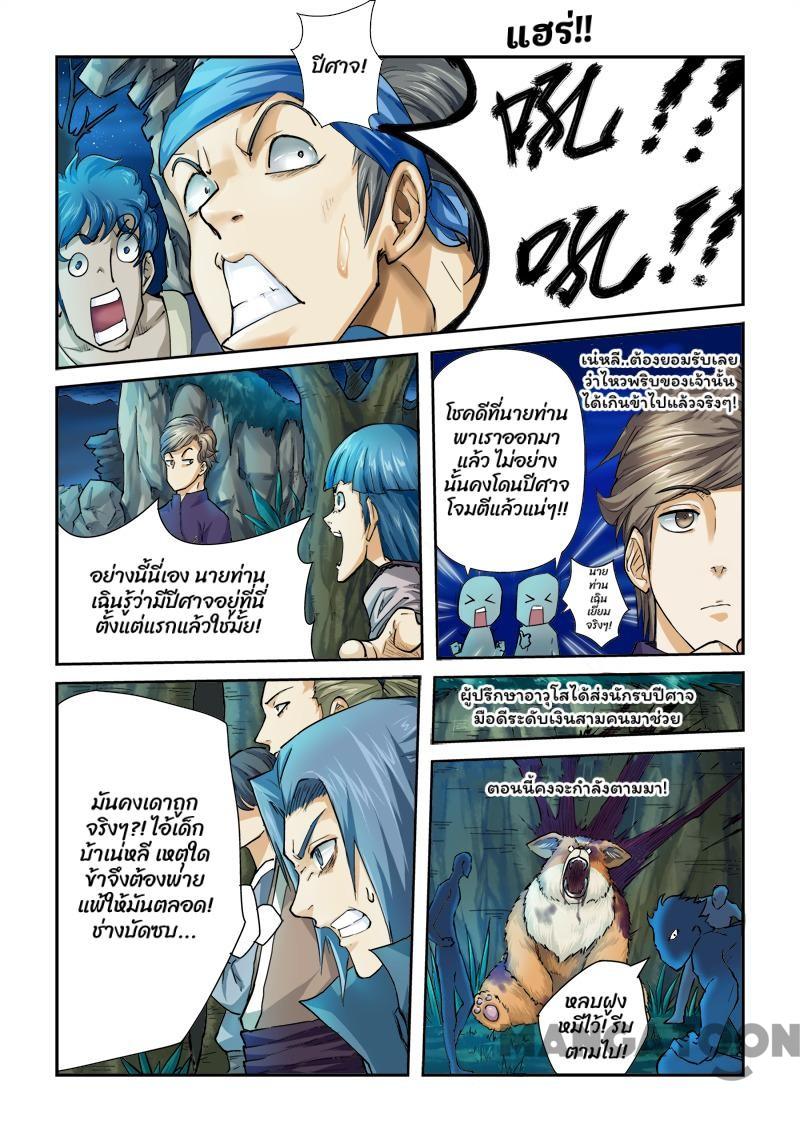 แฮร่!!
ปีศาจ!
吼!!
吼!!
เน่หลี..ต้องยอมรับเลย
ว่าไหวพริบของเจ้านั้น
ได้เกินข้าไปแล้วจริงๆ!
โชคดีที่นายท่าน
พาเราออกมา
แล้ว ไม่อย่าง
นั้นคงโดนปีศาจ
โจมตีแล้วแน่ๆ!!
นาย
ท่าน
เฉิน
เยี่ยม
จริงๆ!
อย่างนี้นี่เอง นายท่าน
เฉินรู้ว่ามีปีศาจอยู่ที่นี่
ตั้งแต่แรกแล้วใช่มั้ย!
ผู้ปรึกษาอาวุโสได้ส่งนักรบปีศาจ
มือดีระดับเงินสามคนมาช่วย
มันคงเดาถูก
จริงๆ?! ไอ้เด็ก
บ้าเน่หลี เหตุใด
ข้าจึงต้องพ่าย
แพ้ให้มันตลอด!
ช่างบัดซบ...
ตอนนี้คงจะกำลังตามมา!
หลบฝูง
หมีไว้! รีบ
ตามไป!
MANGATOON